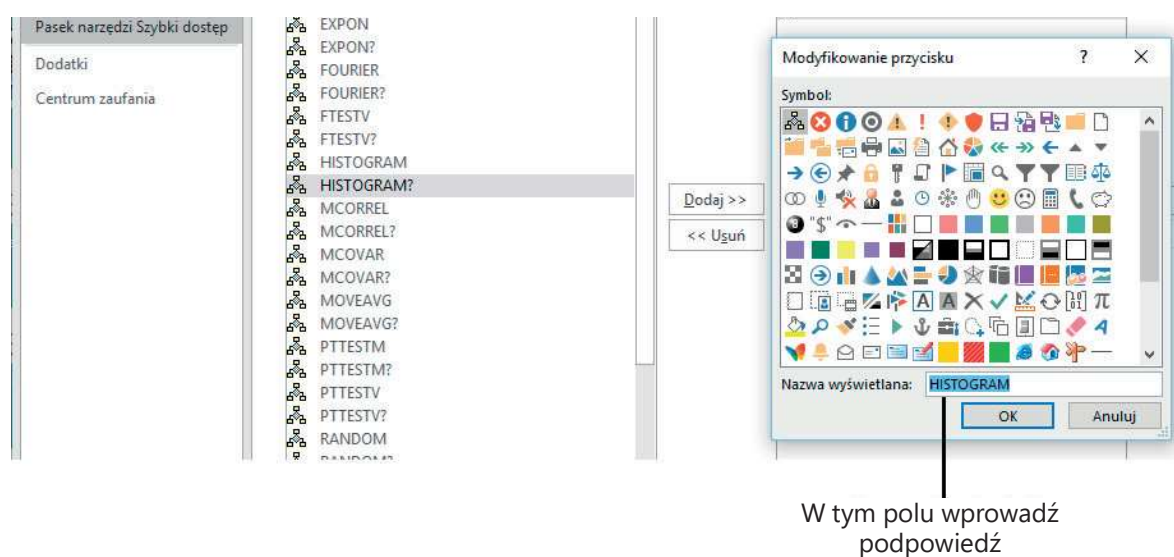 Pasek narzędzi Szybki dostęp
Dodatki
Centrum zaufania
EXPON
EXPON?
FOURIER
FOURIER?
FTESTV
FTESTV?
HISTOGRAM
HISTOGRAM?
MCORREL
MCORREL?
MCOVAR
MCOVAR?
MOVEAVG
MOVEAVG?
PTTESTM
PTTESTM?
PTTESTV
PTTESTV?
RANDOM
RANDOM?
Dodaj >>
<< Usuń
Modyfikowanie przycisku ? ×
Symbol:
Nazwa wyświetlana: HISTOGRAM
OK Anuluj
W tym polu wprowadź
podpowiedź